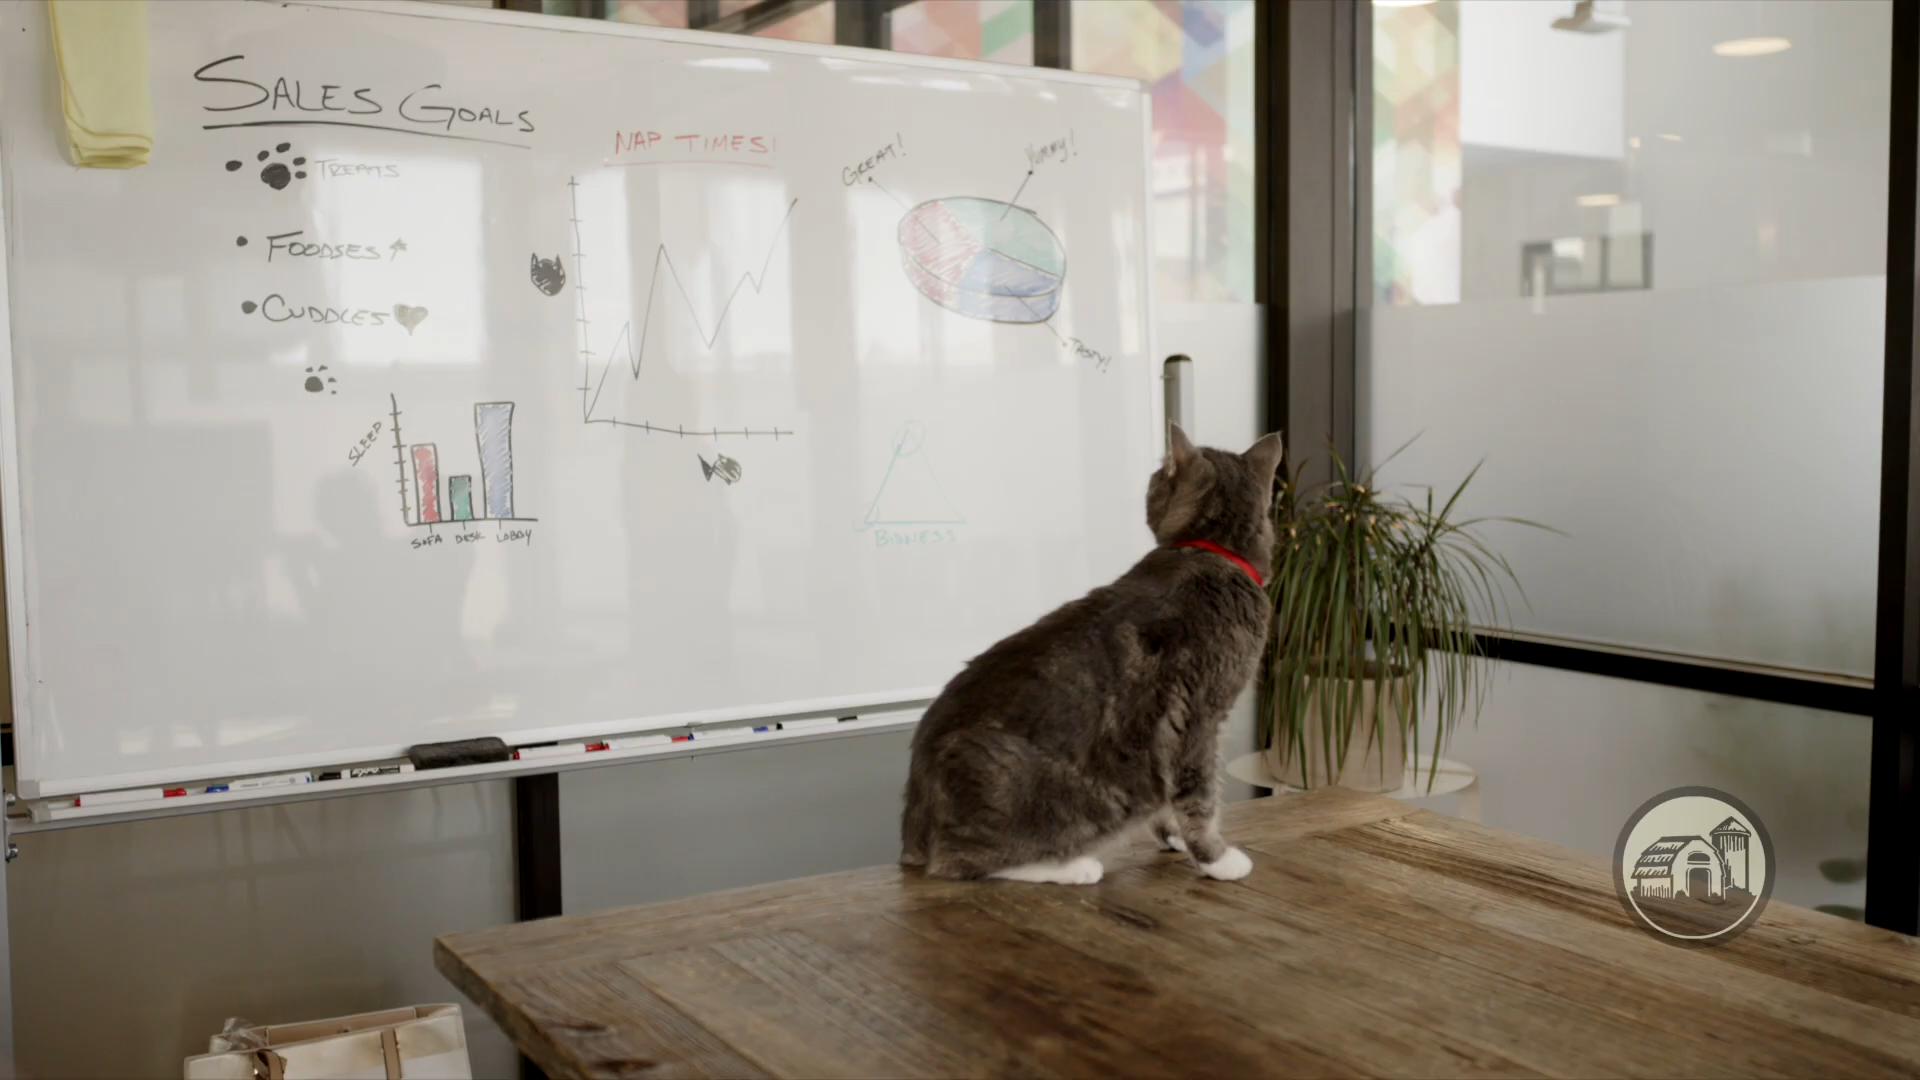 SALES GOALS
TREATS
FOODSES
CUDDLES
SLEEP
SOFA DESK LOBBY
NAP TIMES!
GREAT!
YUMMY!
TASTY!
BIDNESS